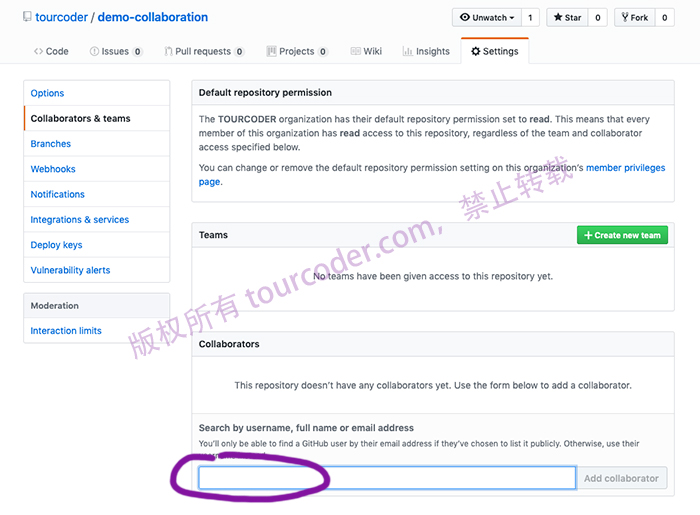 tourcoder / demo-collaboration
Unwatch 1 Star 0 Fork 0
Code Issues 0 Pull requests 0 Projects 0 Wiki Insights Settings
Options
Collaborators & teams
Branches
Webhooks
Notifications
Integrations & services
Deploy keys
Vulnerability alerts
Moderation
Interaction limits
Default repository permission
The TOURCODER organization has their default repository permission set to read. This means that every
member of this organization has read access to this repository, regardless of the team and collaborator
access specified below.
You can change or remove the default repository permission setting on this organization's member privileges
page.
Teams
Create new team
No teams have been given access to this repository yet.
Collaborators
This repository doesn't have any collaborators yet. Use the form below to add a collaborator.
Search by username, full name or email address
You'll only be able to find a GitHub user by their email address if they've chosen to list it publicly. Otherwise, use their
Add collaborator
版权所有 tourcoder.com，禁止转载